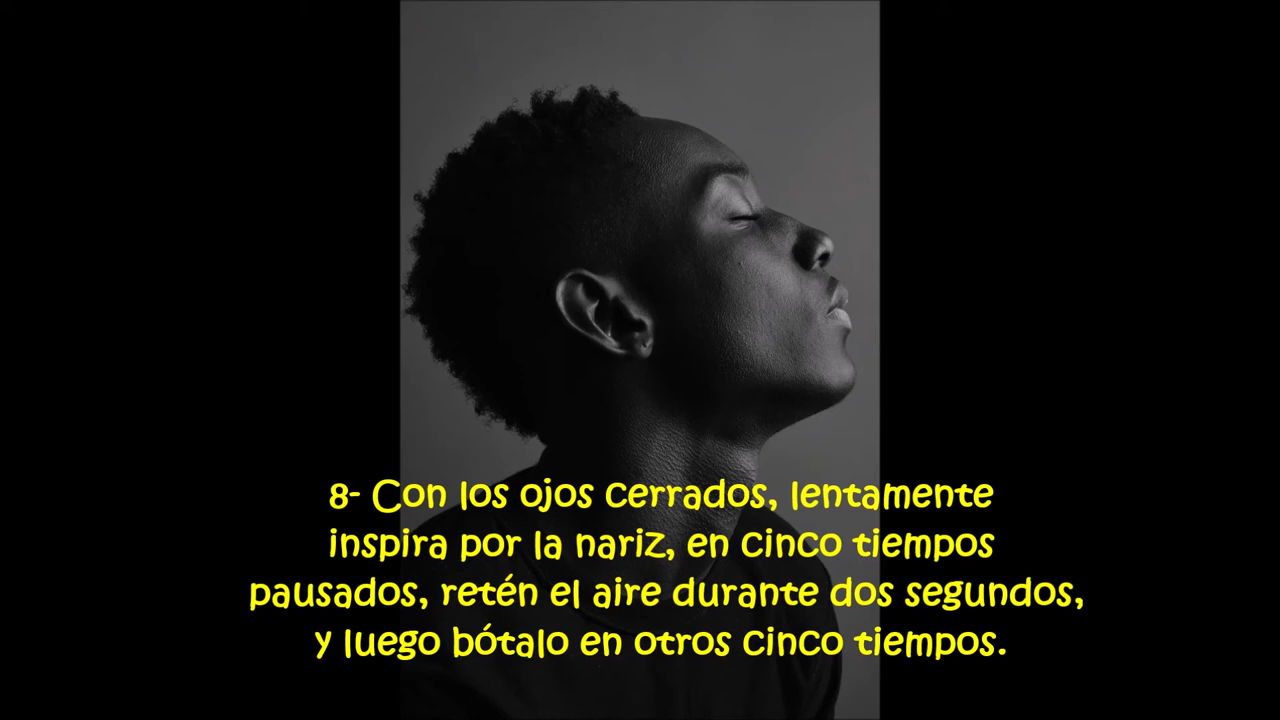 8- Con los ojos cerrados, lentamente
inspira por la nariz, en cinco tiempos
pausados, retén el aire durante dos segundos,
y luego bótalo en otros cinco tiempos.